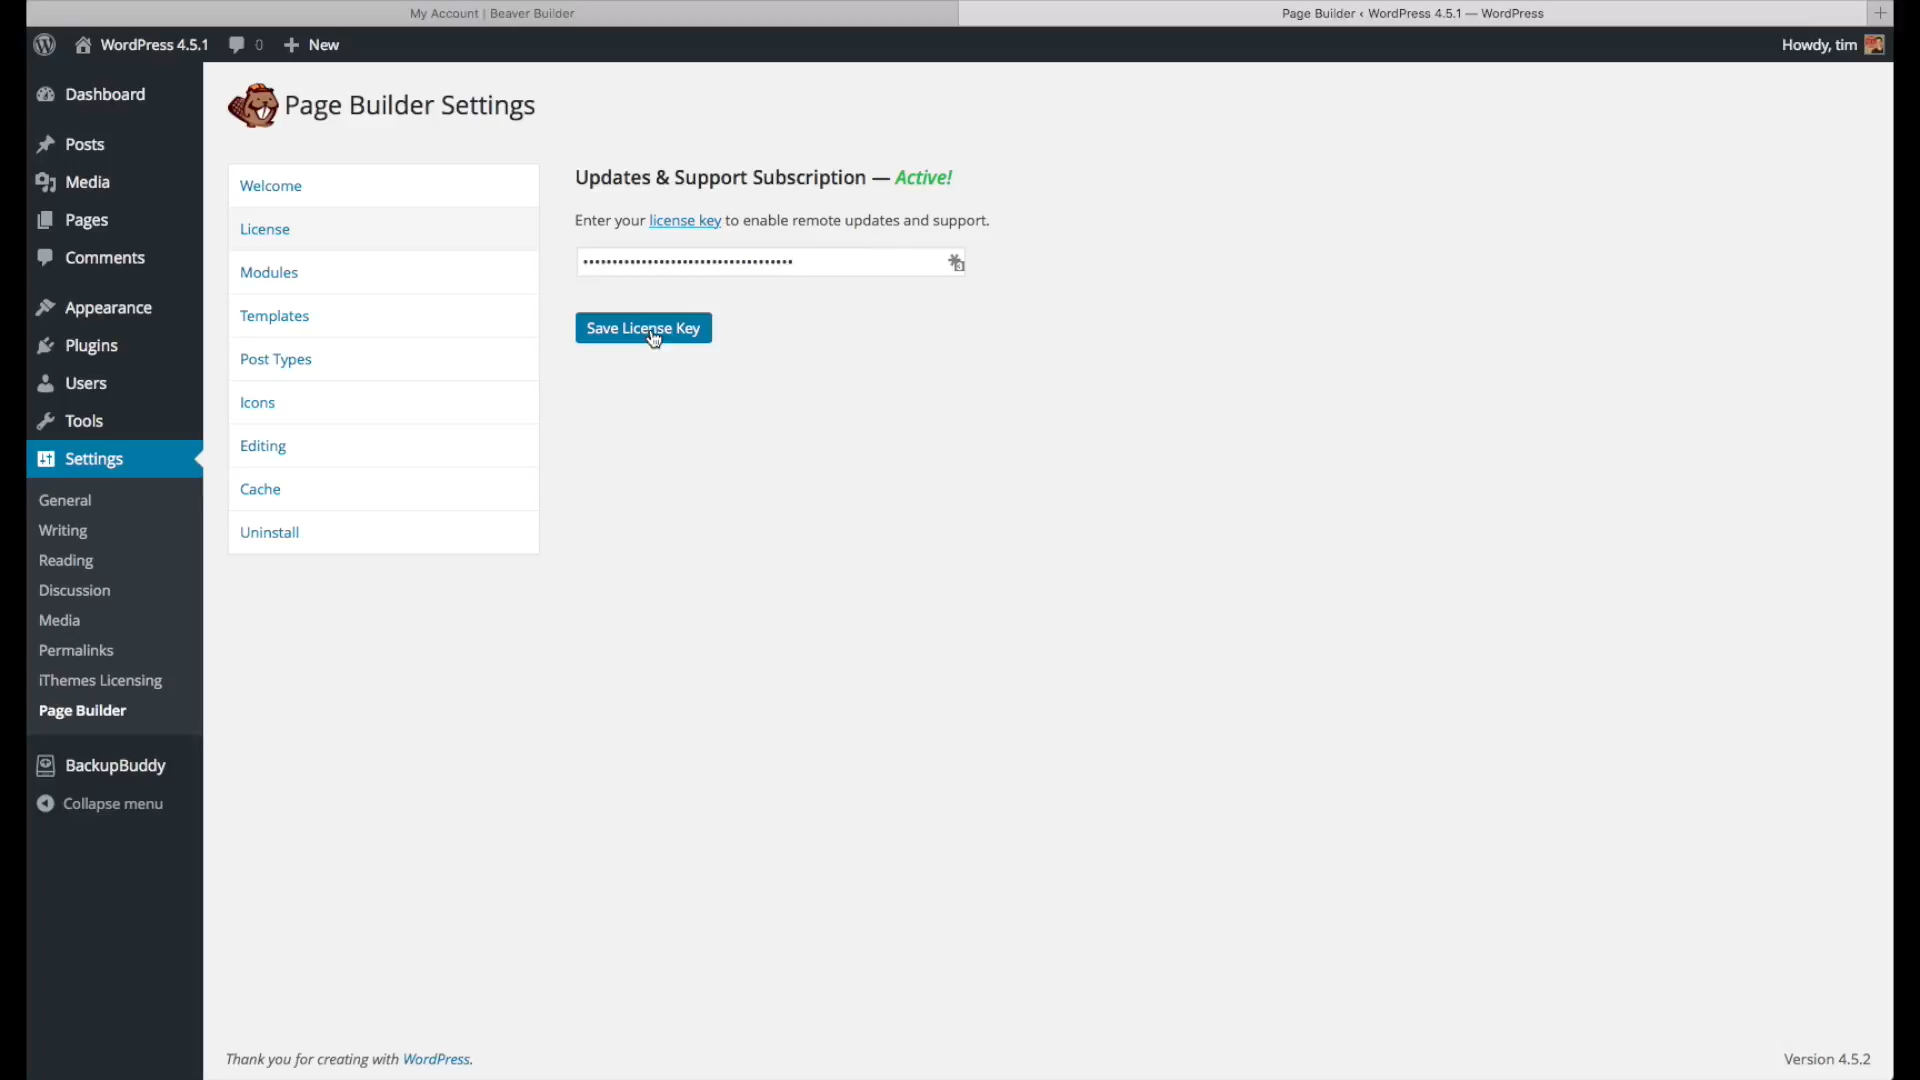 My Account | Beaver Builder
Page Builder ‹ WordPress 4.5.1 — WordPress
WordPress 4.5.1
0
New
Howdy, tim
Dashboard
Posts
Media
Pages
Comments
Appearance
Plugins
Users
Tools
Settings
General
Writing
Reading
Discussion
Media
Permalinks
iThemes Licensing
Page Builder
BackupBuddy
Collapse menu
Page Builder Settings
Welcome
License
Modules
Templates
Post Types
Icons
Editing
Cache
Uninstall
Updates & Support Subscription — Active!
Enter your license key to enable remote updates and support.
Save License Key
Thank you for creating with WordPress.
Version 4.5.2